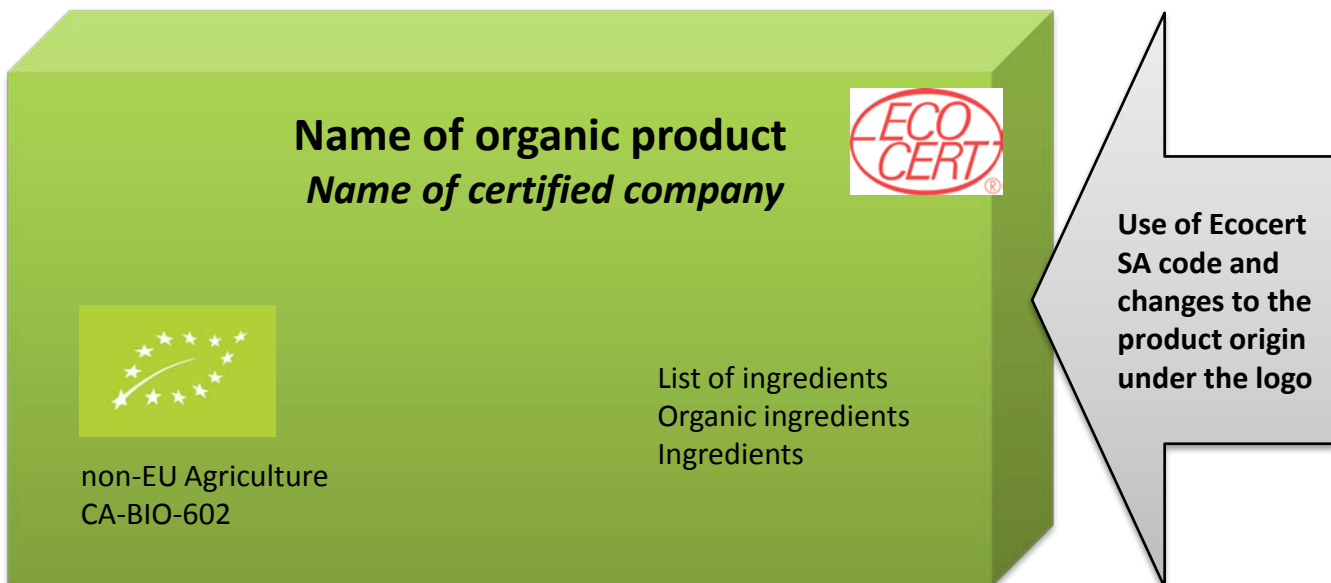 Name of organic product
Name of certified company
ECO
CERT
®
non-EU Agriculture
CA-BIO-602
List of ingredients
Organic ingredients
Ingredients
Use of Ecocert
SA code and
changes to the
product origin
under the logo